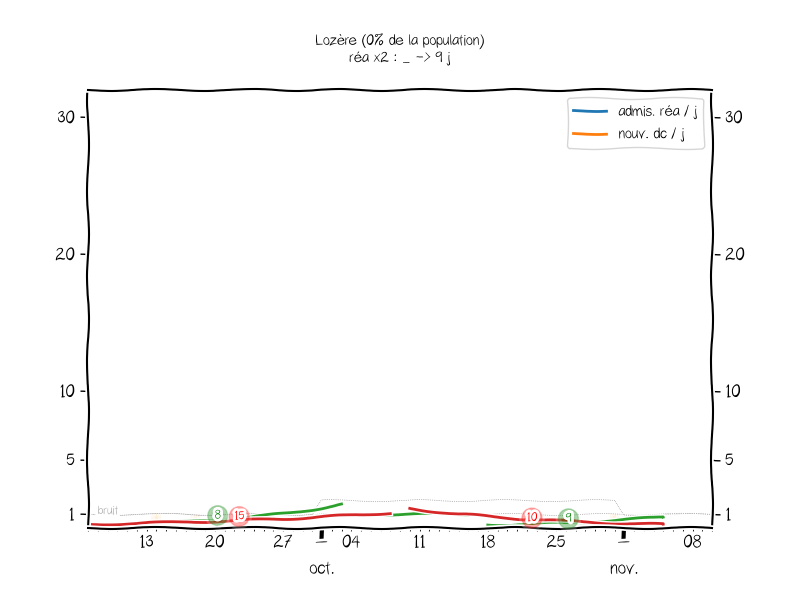 Lozère (0% de la population)
réa x2 : _ -> 9 j
admis. réa / j
nouv. dc / j
30 30
20 20
10 10
5 5
1 1
bruit
8 15 10 9
13 20 27 04 11 18 25 08
oct. nov.